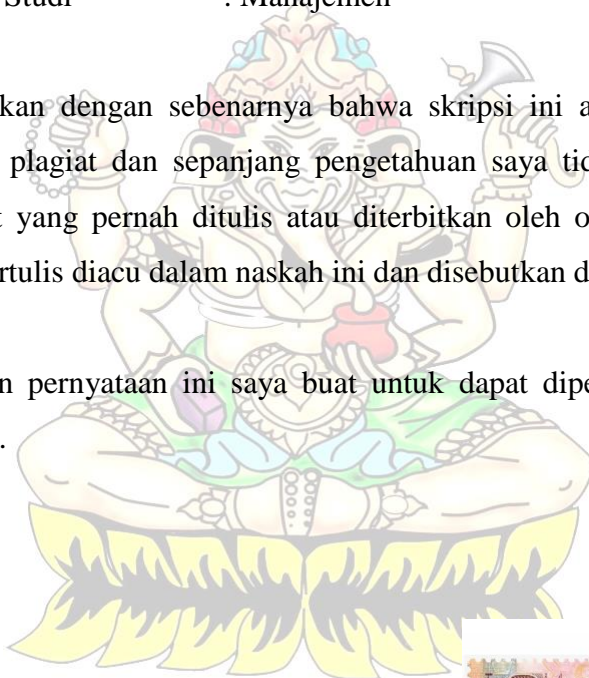 Studi : Manajemen
kan dengan sebenarnya bahwa skripsi ini a
plagiat dan sepanjang pengetahuan saya tid
yang pernah ditulis atau diterbitkan oleh o
rtulis diacu dalam naskah ini dan disebutkan d
n pernyataan ini saya buat untuk dapat dipe
.